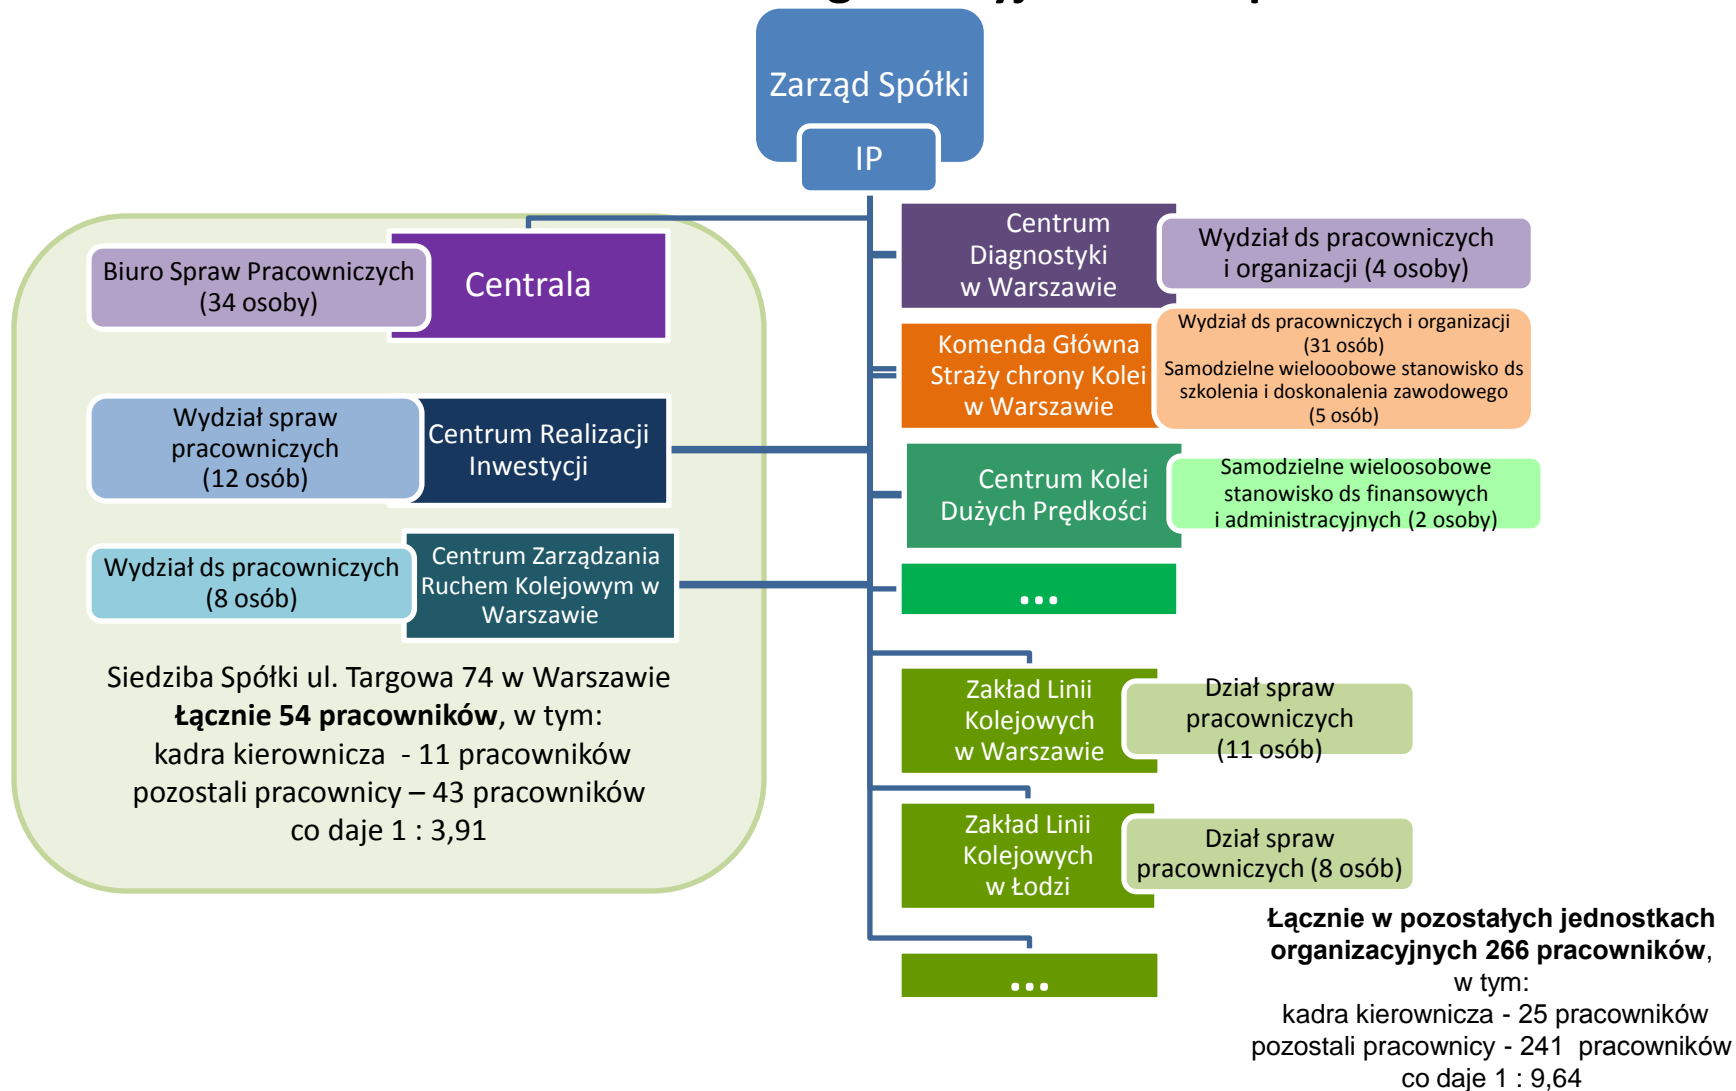 Zarząd Spółki
IP
Biuro Spraw Pracowniczych
(34 osoby)
Centrala
Wydział spraw
pracowniczych
(12 osób)
Centrum Realizacji
Inwestycji
Wydział ds pracowniczych
(8 osób)
Centrum Zarządzania
Ruchem Kolejowym w
Warszawie
Siedziba Spółki ul. Targowa 74 w Warszawie
Łącznie 54 pracowników, w tym:
kadra kierownicza - 11 pracowników
pozostali pracownicy – 43 pracowników
co daje 1 : 3,91
Centrum
Diagnostyki
w Warszawie
Wydział ds pracowniczych
i organizacji (4 osoby)
Komenda Główna
Straży chrony Kolei
w Warszawie
Wydział ds pracowniczych i organizacji
(31 osób)
Samodzielne wielooobowe stanowisko ds
szkolenia i doskonalenia zawodowego
(5 osób)
Centrum Kolei
Dużych Prędkości
Samodzielne wieloosobowe
stanowisko ds finansowych
i administracyjnych (2 osoby)
...
Zakład Linii
Kolejowych
w Warszawie
Dział spraw
pracowniczych
(11 osób)
Zakład Linii
Kolejowych
w Łodzi
Dział spraw
pracowniczych (8 osób)
...
Łącznie w pozostałych jednostkach
organizacyjnych 266 pracowników,
w tym:
kadra kierownicza - 25 pracowników
pozostali pracownicy - 241 pracowników
co daje 1 : 9,64